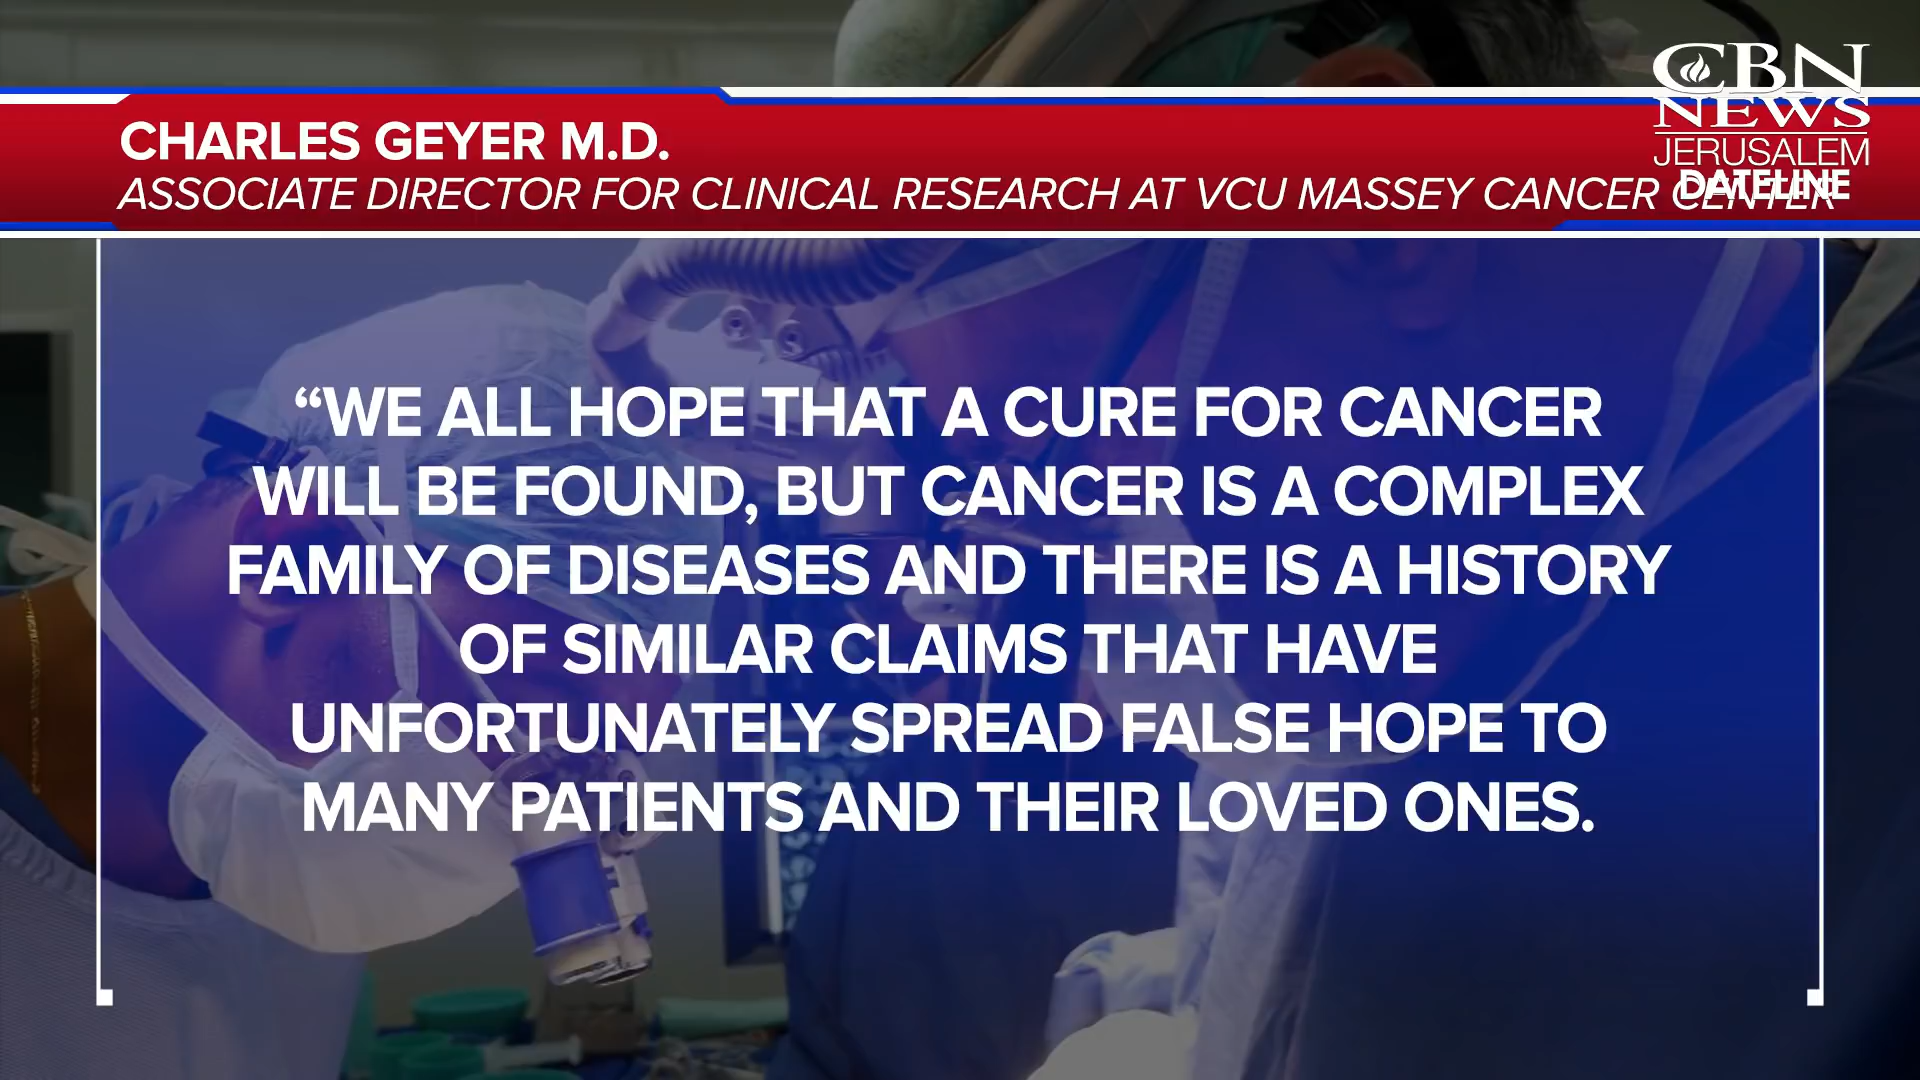 CBN
NEWS
JERUSALEM
DATELINE
CHARLES GEYER M.D.
ASSOCIATE DIRECTOR FOR CLINICAL RESEARCH AT VCU MASSEY CANCER CENTER
“WE ALL HOPE THAT A CURE FOR CANCER
WILL BE FOUND, BUT CANCER IS A COMPLEX
FAMILY OF DISEASES AND THERE IS A HISTORY
OF SIMILAR CLAIMS THAT HAVE
UNFORTUNATELY SPREAD FALSE HOPE TO
MANY PATIENTS AND THEIR LOVED ONES.